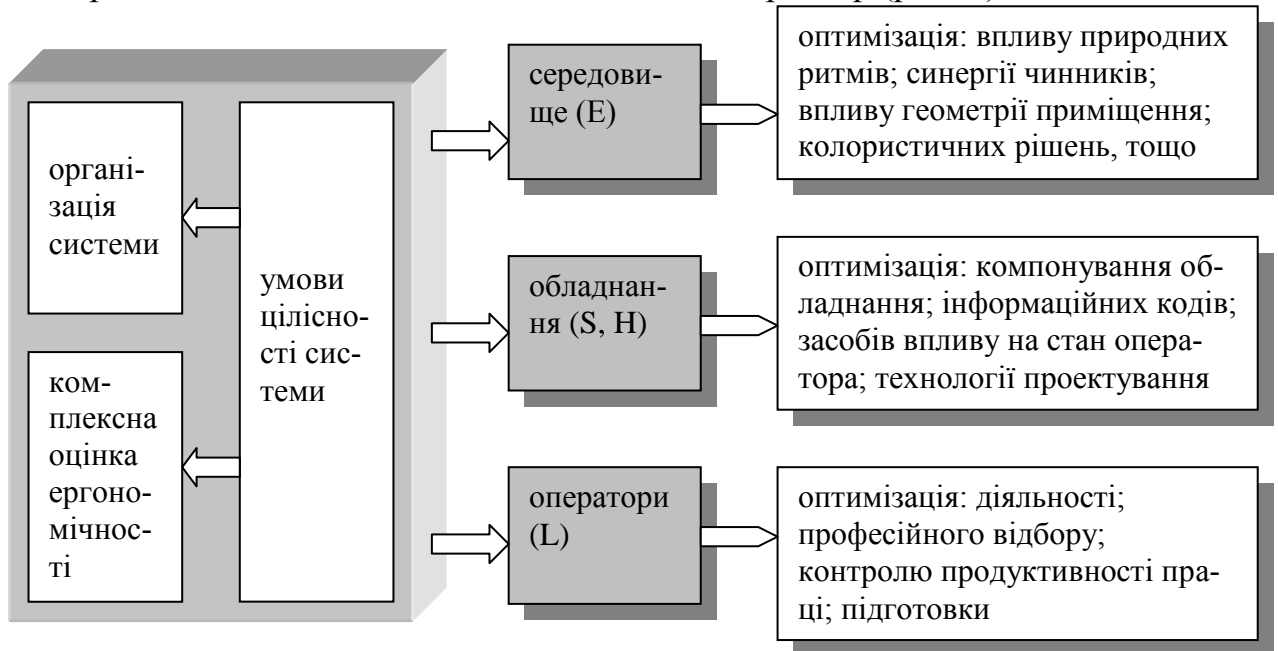 органі-
зація
системи
ком-
плексна
оцінка
ергоно-
мічнос-
ті
умови
цілісно-
сті сис-
теми
середови-
ще (E)
оптимізація: впливу природних
ритмів; синергії чинників;
впливу геометрії приміщення;
колористичних рішень, тощо
обладнан-
ня (S, H)
оптимізація: компонування об-
ладнання; інформаційних кодів;
засобів впливу на стан опера-
тора; технології проектування
оператори
(L)
оптимізація: діяльності;
професійного відбору;
контролю продуктивності пра-
ці; підготовки